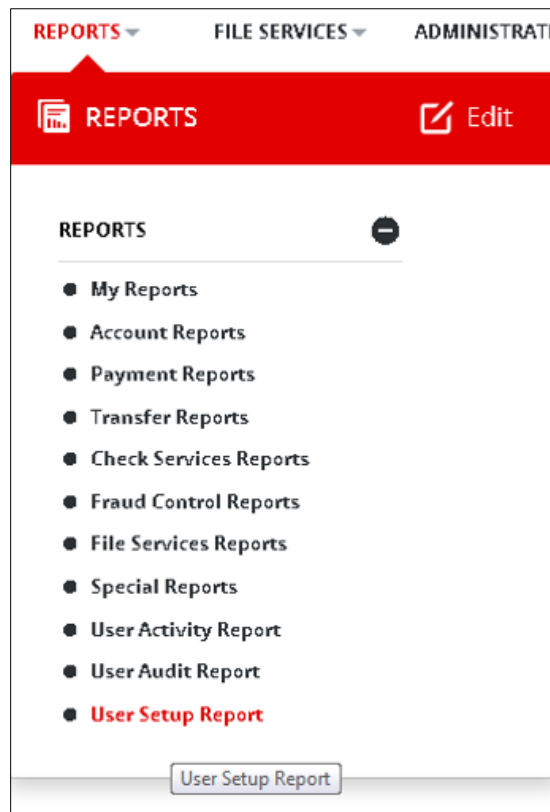 REPORTS FILE SERVICES ADMINISTRATI
REPORTS Edit
REPORTS
My Reports
Account Reports
Payment Reports
Transfer Reports
Check Services Reports
Fraud Control Reports
File Services Reports
Special Reports
User Activity Report
User Audit Report
User Setup Report
User Setup Report